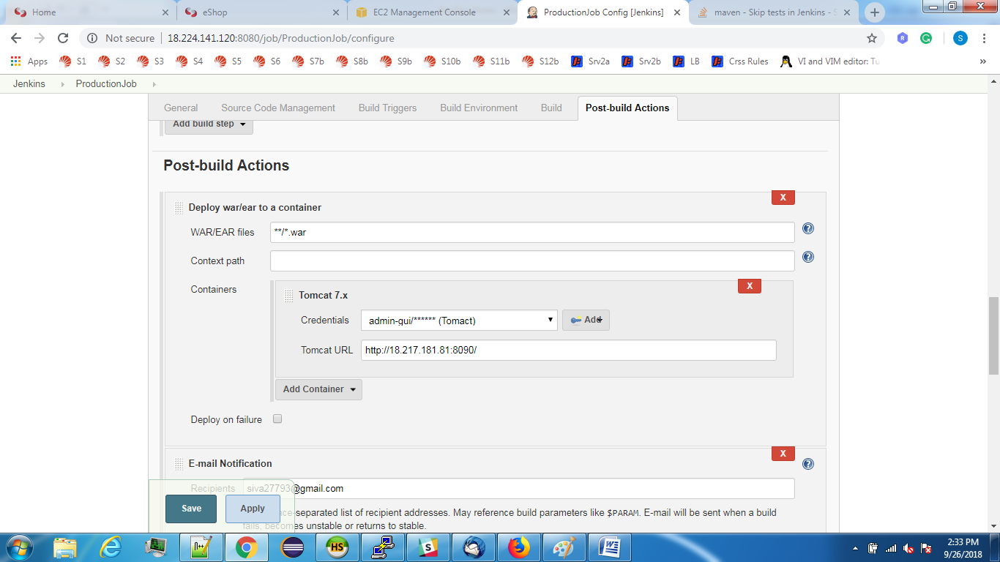 Home
eShop
EC2 Management Console
ProductionJob Config [Jenkins]
maven - Skip tests in Jenkins - S
Not secure
18.224.141.120:8080/job/ProductionJob/configure
R
G
S
Apps
S1
S2
S3
S4
S5
S6
S7b
S8b
S9b
S10b
S11b
S12b
Srv2a
Srv2b
LB
Crss Rules
VI and VIM editor: Tu
»
Jenkins
ProductionJob
General
Source Code Management
Build Triggers
Build Environment
Build
Post-build Actions
Add build step
Post-build Actions
X
Deploy war/ear to a container
WAR/EAR files
**/*.war
?
Context path
?
Containers
X
Tomcat 7.x
Credentials
admin-gui/****** (Tomact)
Add
Tomcat URL
http://18.217.181.81:8090/
Add Container
Deploy on failure
X
E-mail Notification
?
Recipients
siva27793@gmail.com
Save
Apply
ce-separated list of recipient addresses. May reference build parameters like $PARAM. E-mail will be sent when a build
fails, becomes unstable or returns to stable.
n++
HS
S
W
2:33 PM
9/26/2018